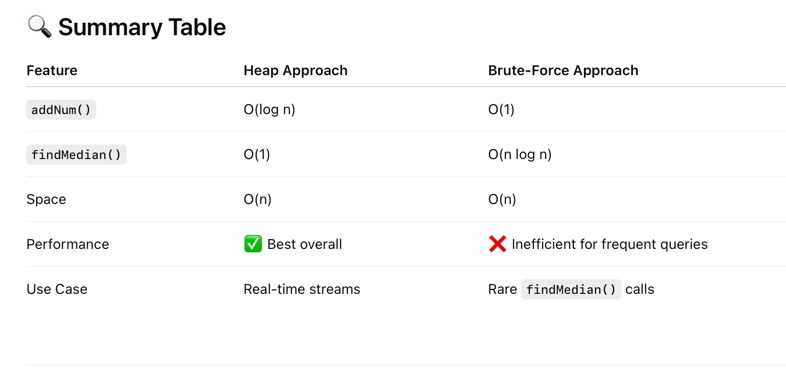 🔍 Summary Table
Feature Heap Approach Brute-Force Approach
addNum() O(log n) O(1)
findMedian() O(1) O(n log n)
Space O(n) O(n)
Performance ✅ Best overall ❌ Inefficient for frequent queries
Use Case Real-time streams Rare findMedian() calls